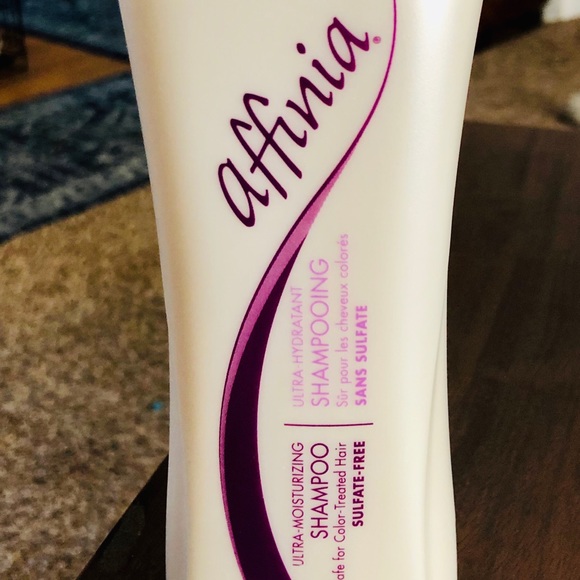 affinia®
ULTRA-HYDRATANT
SHAMPOOING
Sûr pour les cheveux colorés
SANS SULFATE
ULTRA-MOISTURIZING
SHAMPOO
for Color-Treated Hair
SULFATE-FREE